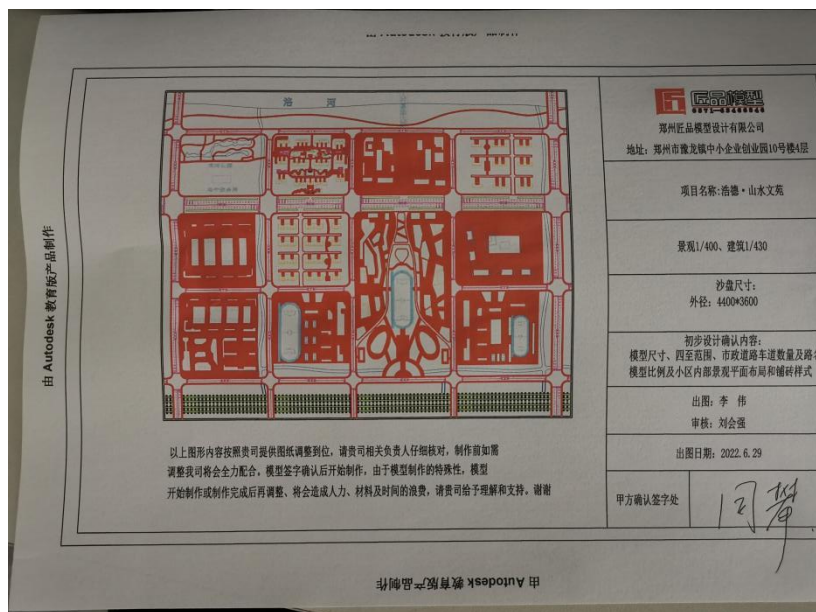 由 Autodesk 教育版产品制作
洛 河
匠品模型
郑州匠品模型设计有限公司
地址：郑州市豫龙镇中小企业创业园10号楼4层
项目名称:浩德·山水文苑
景观1/400、建筑1/430
沙盘尺寸:
外径：4400*3600
初步设计确认内容:
模型尺寸、四至范围、市政道路车道数量及路名
模型比例及小区内部景观平面布局和铺砖样式
出图：李 伟
审核：刘会强
出图日期：2022.6.29
甲方确认签字处
以上图形内容按照贵司提供图纸调整到位，请贵司相关负责人仔细核对，制作前如需
调整我司将会全力配合。模型签字确认后开始制作，由于模型制作的特殊性，模型
开始制作或制作完成后再调整、将会造成人力、材料及时间的浪费，请贵司给予理解和支持。谢谢
由 Autodesk 教育版产品制作
由 Autodesk 教育版产品制作